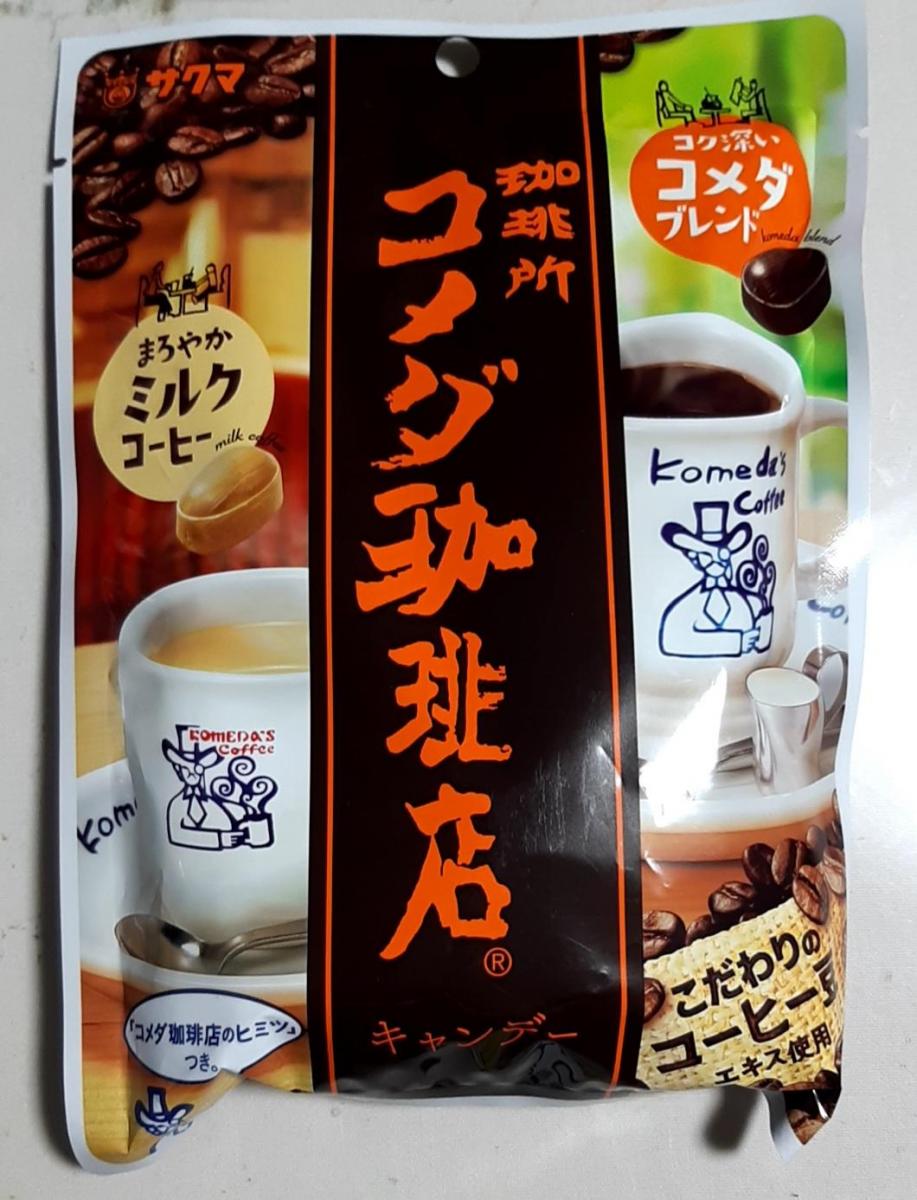 サクマ
まろやか
ミルク
コーヒー
milk coffee
KOMEDA'S
Coffee
Kom
「コメダ珈琲店のヒミツ」
つき。
珈琲所
コメダ珈琲店®
キャンデー
コク深い
コメダ
ブレンド
komeda blend
Komeda's
Coffee
こだわりの
コーヒー豆
エキス使用